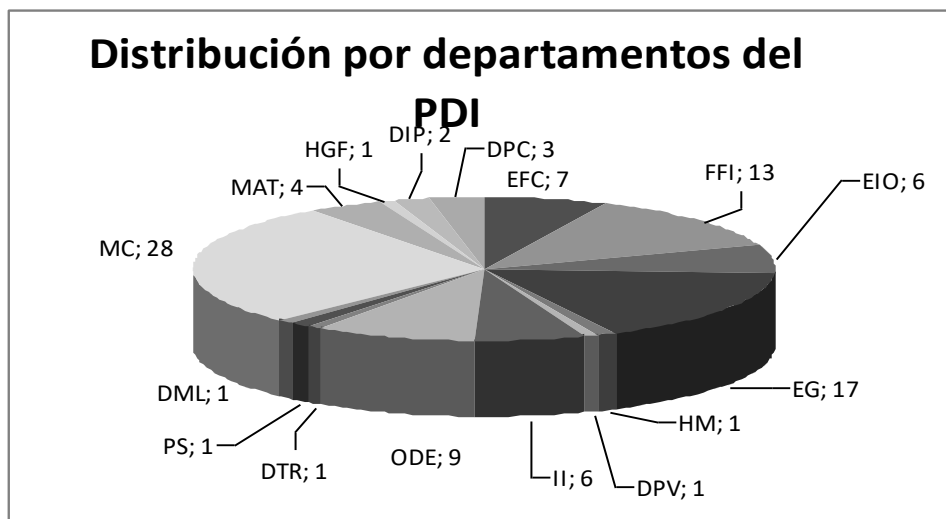 Distribución por departamentos del
PDI
DIP; 2
HGF; 1
DPC; 3
EFC; 7
FFI; 13
EIO; 6
MAT; 4
MC; 28
EG; 17
DML; 1
HM; 1
PS; 1
ODE; 9
DTR; 1
II; 6
DPV; 1